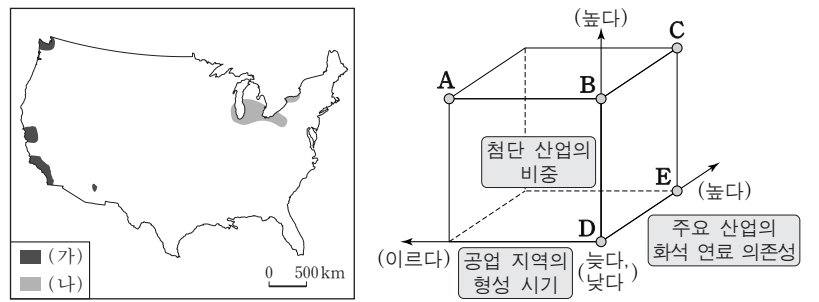 (가)
(나)
0 500 km
(높다)
C
A
B
첨단 산업의
비중
E
(높다)
D
주요 산업의
화석 연료 의존성
(이르다)
공업 지역의
형성 시기
(늦다,
낮다)